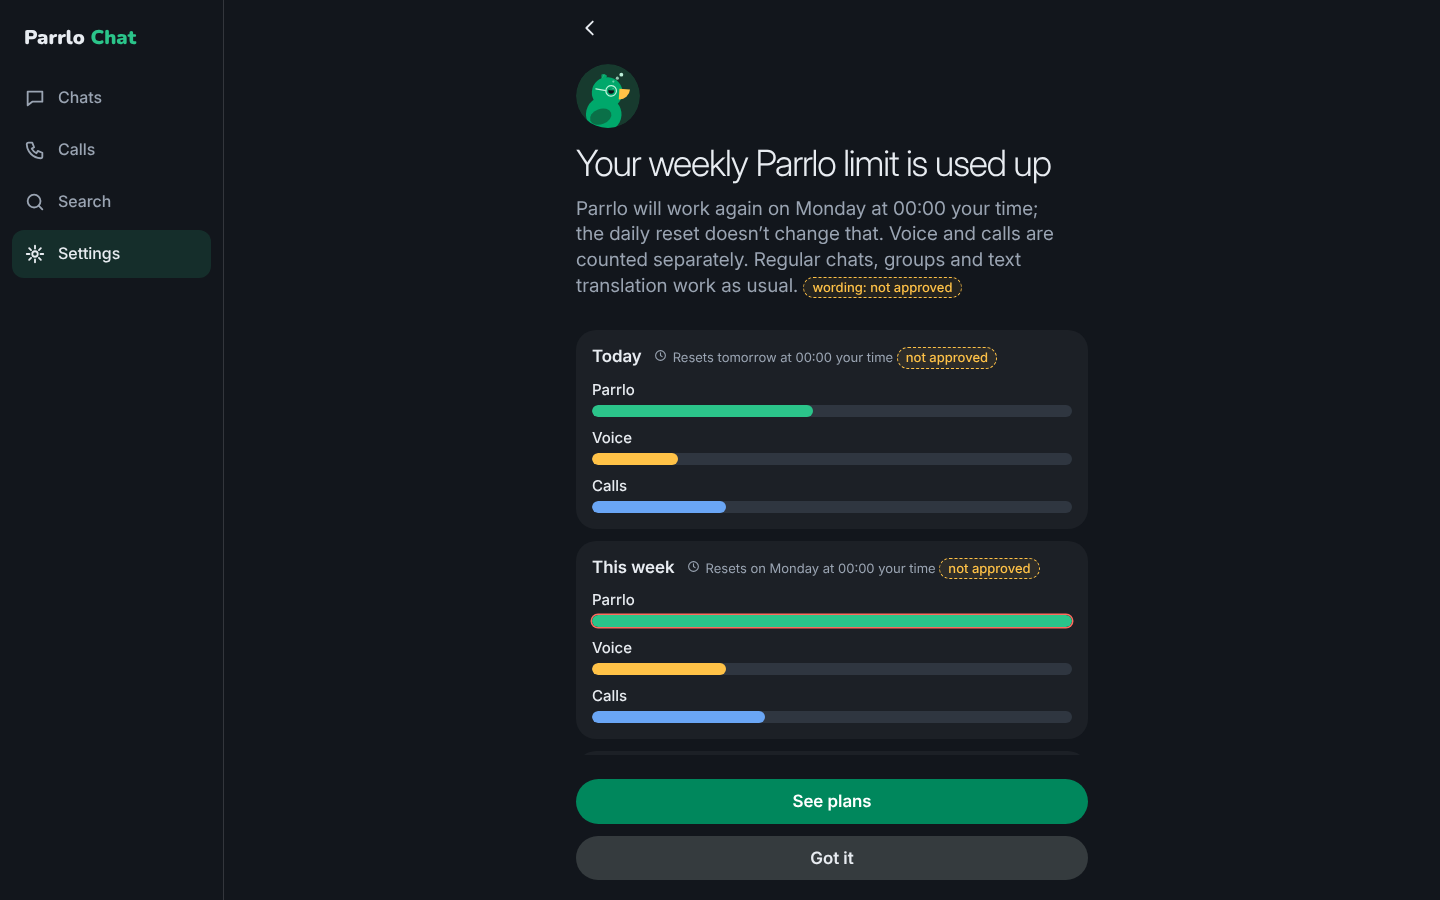 Parrlo Chat
Chats
Calls
Search
Settings
Your weekly Parrlo limit is used up
Parrlo will work again on Monday at 00:00 your time;
the daily reset doesn’t change that. Voice and calls are
counted separately. Regular chats, groups and text
translation work as usual. wording: not approved
Today Resets tomorrow at 00:00 your time not approved
Parrlo
Voice
Calls
This week Resets on Monday at 00:00 your time not approved
Parrlo
Voice
Calls
See plans
Got it